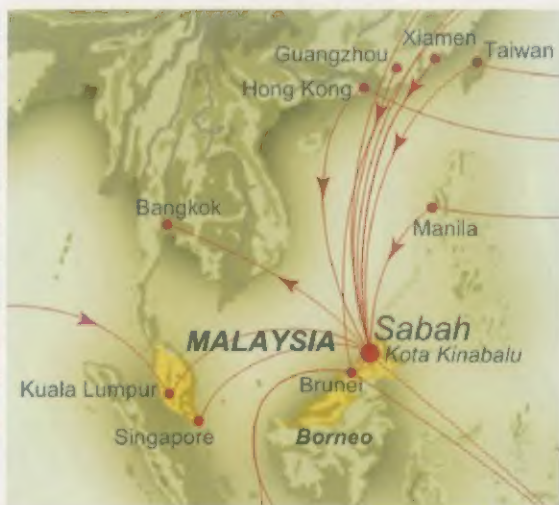 Xiamen
Guangzhou
Taiwan
Hong Kong
Bangkok
Manila
MALAYSIA
Sabah
Kota Kinabalu
Kuala Lumpur
Brunei
Singapore
Borneo